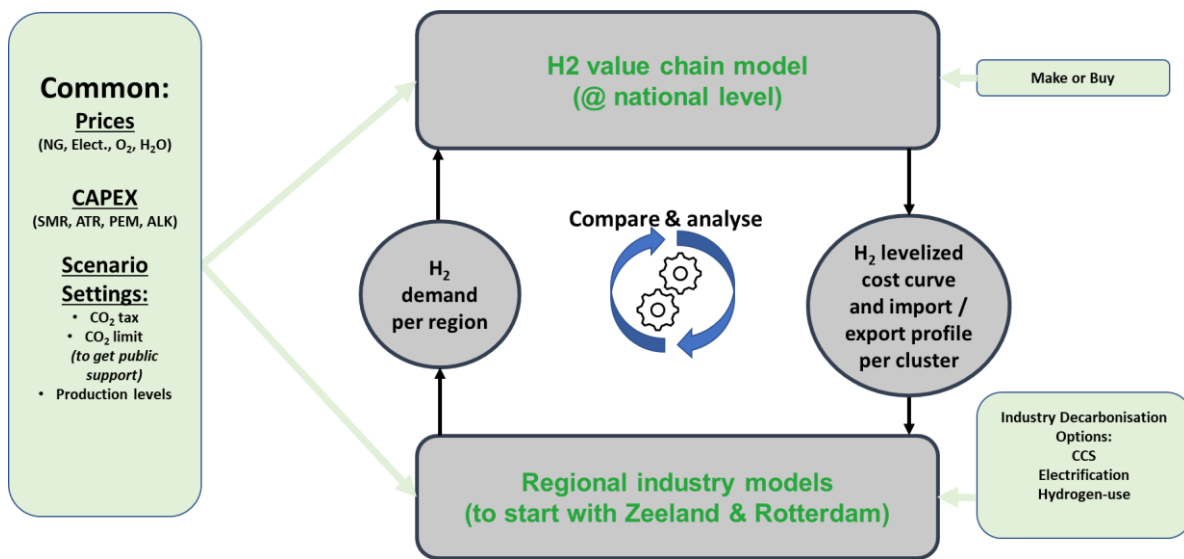 Common:
Prices
(NG, Elect., O₂, H₂O)
CAPEX
(SMR, ATR, PEM, ALK)
Scenario
Settings:
• CO₂ tax
• CO₂ limit
(to get public
support)
• Production levels
H2 value chain model
(@ national level)
Make or Buy
Compare & analyse
H₂
demand
per region
H₂ levelized
cost curve
and import /
export profile
per cluster
Regional industry models
(to start with Zeeland & Rotterdam)
Industry Decarbonisation
Options:
CCS
Electrification
Hydrogen-use